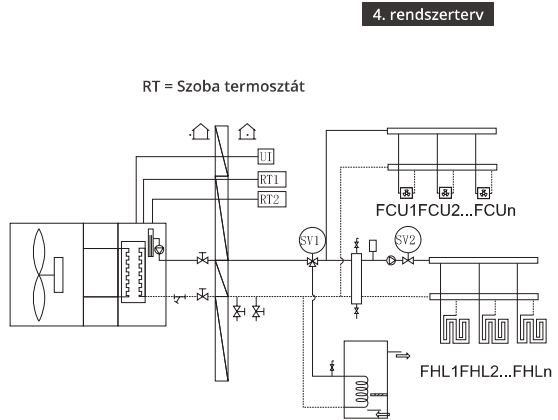 4. rendszerterv
RT = Szoba termosztát
UI
RT1
RT2
FCU1FCU2...FCUn
SV1
SV2
FHL1FHL2...FHLn